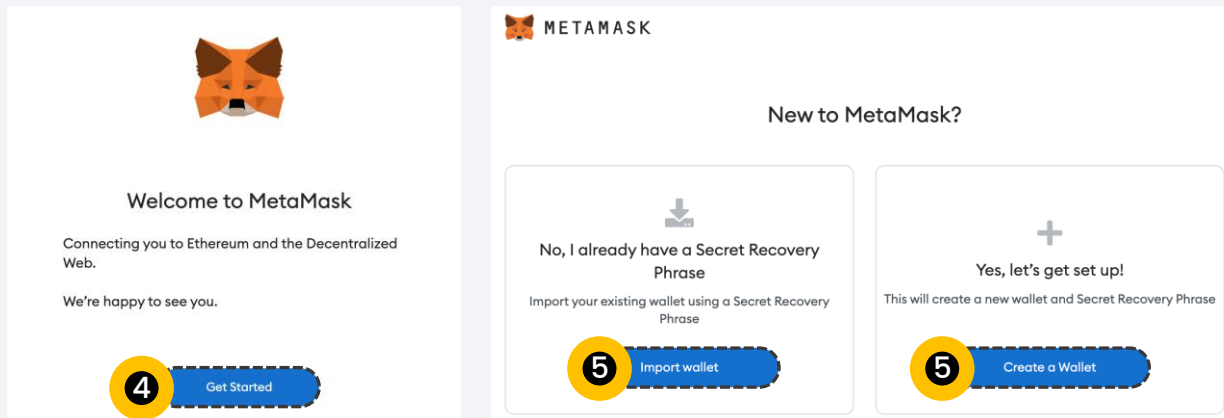 Welcome to MetaMask
Connecting you to Ethereum and the Decentralized
Web.
We're happy to see you.
4
Get Started
METAMASK
New to MetaMask?
No, I already have a Secret Recovery
Phrase
Import your existing wallet using a Secret Recovery
Phrase
5
Import wallet
Yes, let's get set up!
This will create a new wallet and Secret Recovery Phrase
5
Create a Wallet